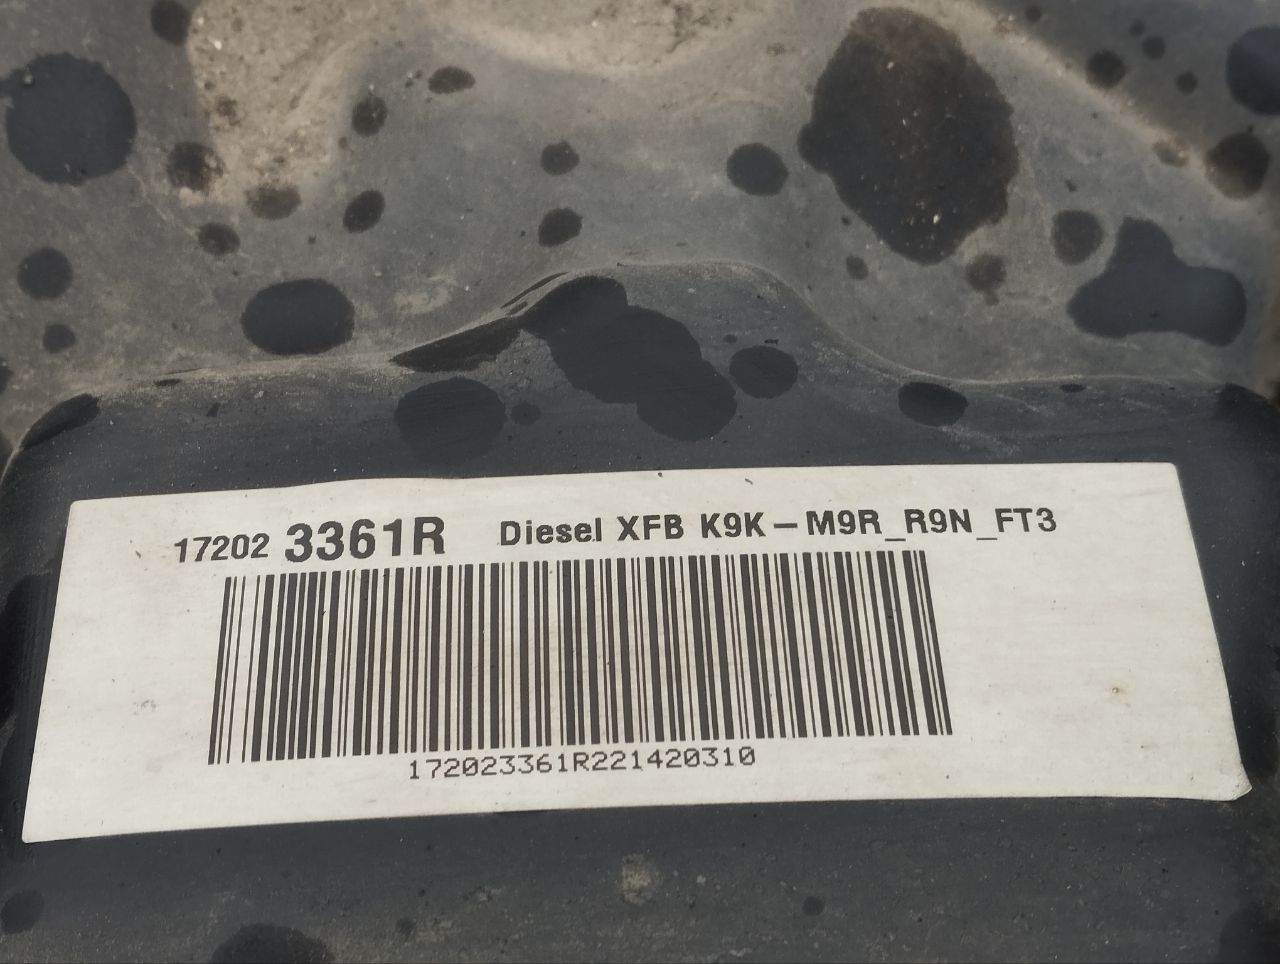 17202 3361R Diesel XFB K9K – M9R_R9N_FT3
172023361R221420310